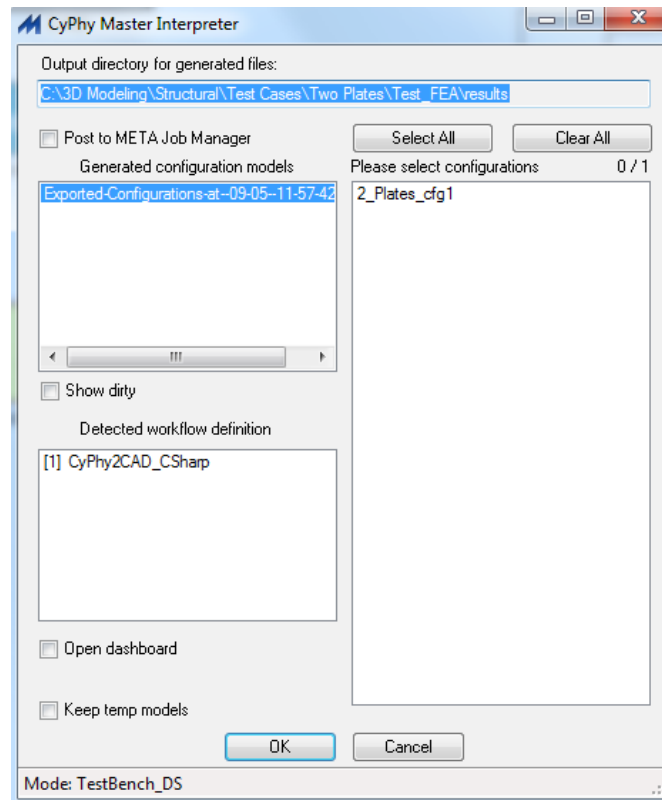 CyPhy Master Interpreter
Output directory for generated files:
C:\3D Modeling\Structural\Test Cases\Two Plates\Test_FEA\results
Post to META Job Manager
Select All
Clear All
Generated configuration models
Please select configurations
0 / 1
Exported-Configurations-at--09-05--11-57-42
2_Plates_cfg1
Show dirty
Detected workflow definition
[1] CyPhy2CAD_CSharp
Open dashboard
Keep temp models
OK
Cancel
Mode: TestBench_DS